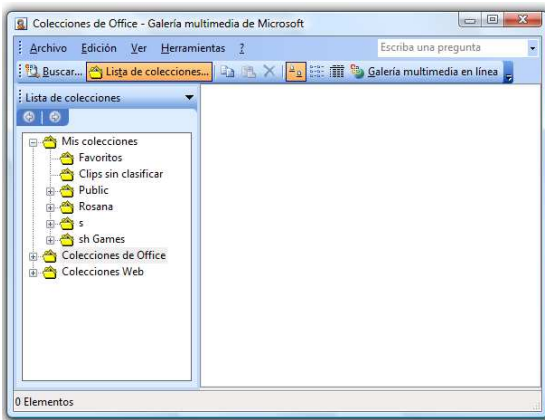 Colecciones de Office - Galería multimedia de Microsoft
Archivo Edición Ver Herramientas ? Escriba una pregunta
Buscar... Lista de colecciones... Galería multimedia en línea
Lista de colecciones
Mis colecciones
Favoritos
Clips sin clasificar
Public
Rosana
s
sh Games
Colecciones de Office
Colecciones Web
0 Elementos